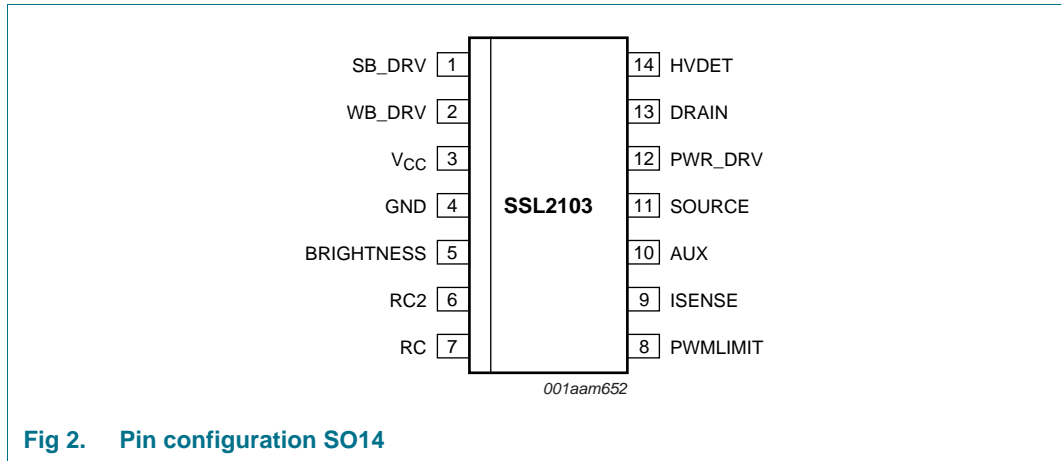 SB_DRV 1
WB_DRV 2
VCC 3
GND 4
BRIGHTNESS 5
RC2 6
RC 7
SSL2103
14 HVDET
13 DRAIN
12 PWR_DRV
11 SOURCE
10 AUX
9 ISENSE
8 PWMLIMIT
001aam652
Fig 2. Pin configuration SO14